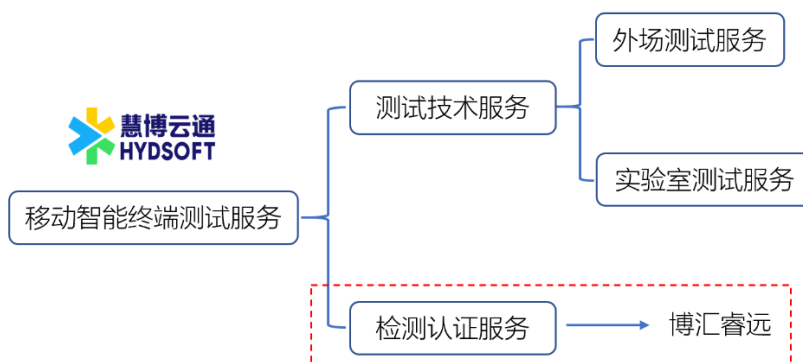 外场测试服务
测试技术服务
慧博云通
HYDSOFT
实验室测试服务
移动智能终端测试服务
检测认证服务
博汇睿远